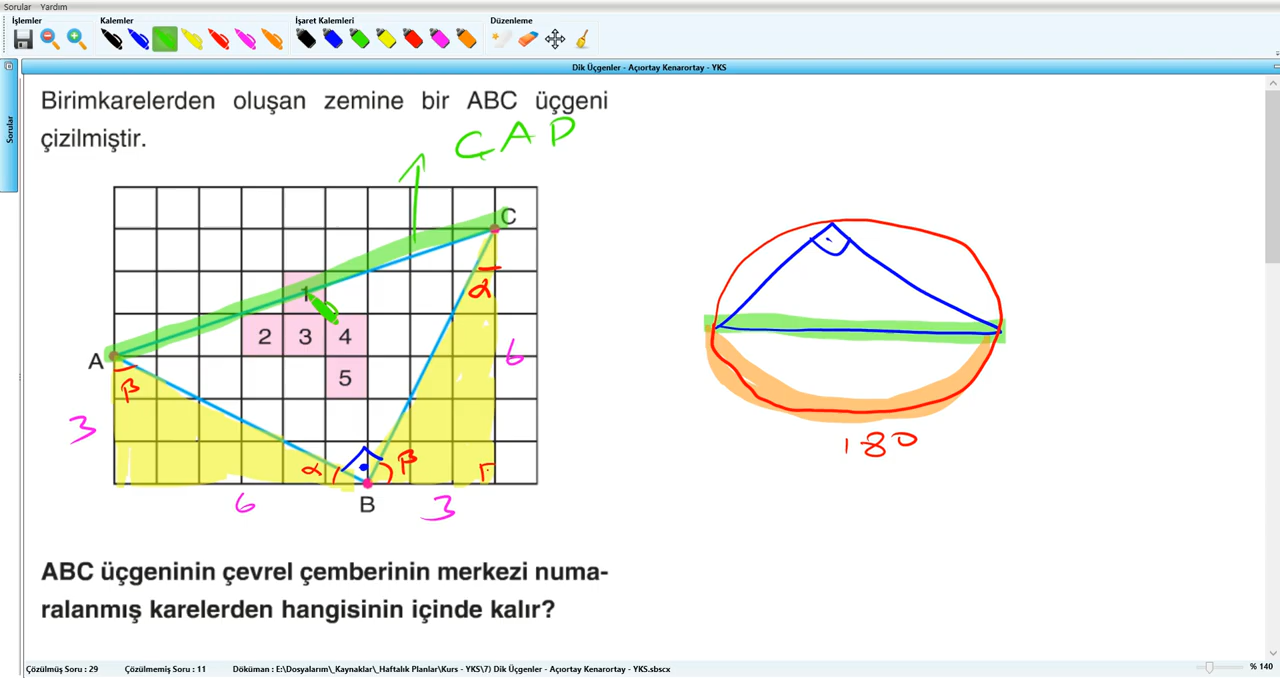 Sorular Yardım
İşlemler Kalemler İşaret Kalemleri Düzenleme
Dik Üçgenler - Açıortay Kenarortay - YKS
Sorular
Birimkarelerden oluşan zemine bir ABC üçgeni
çizilmiştir.
ÇAP
C
1
α
2 3 4
A
6
5
β
3
α β
6 B 3
180
ABC üçgeninin çevrel çemberinin merkezi numa-
ralanmış karelerden hangisinin içinde kalır?
Çözülmüş Soru : 29 Çözülmemiş Soru : 11 Döküman : E:\Dosyalarım\_Kaynaklar\_Haftalık Planlar\Kurs - YKS\7) Dik Üçgenler - Açıortay Kenarortay - YKS.sbscx % 140